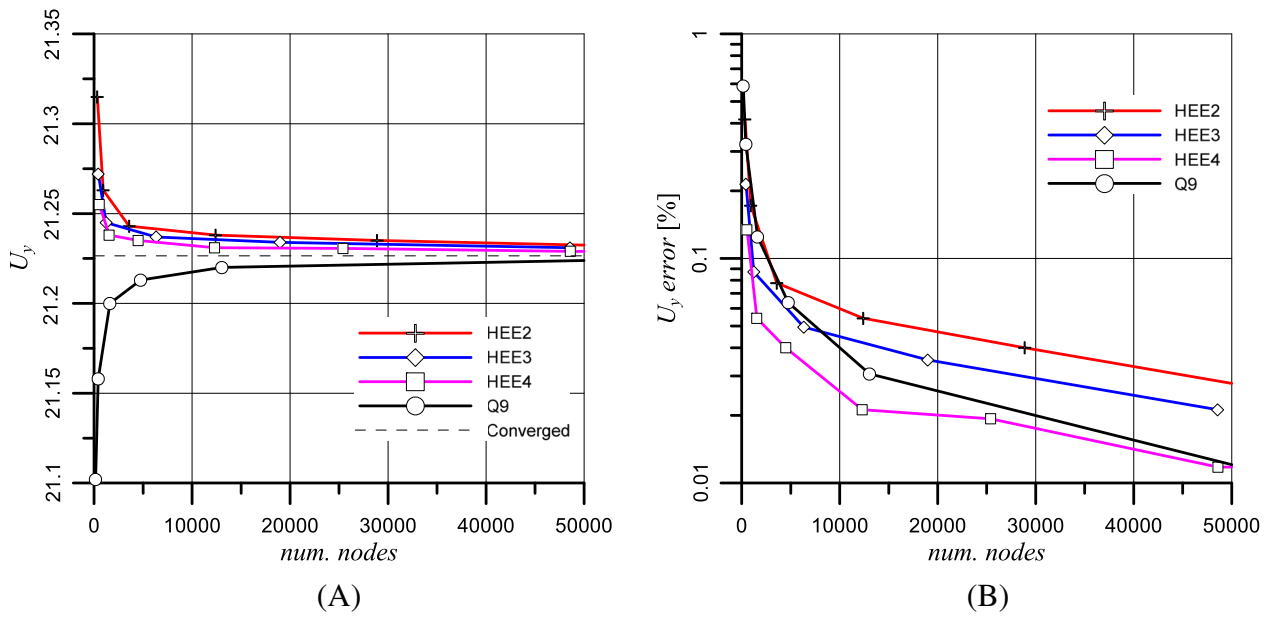 21.35
21.3
21.25
21.2
21.15
21.1
U_y
HEE2
HEE3
HEE4
Q9
Converged
0 10000 20000 30000 40000 50000
num. nodes
(A)
1
0.1
0.01
U_y error [%]
HEE2
HEE3
HEE4
Q9
0 10000 20000 30000 40000 50000
num. nodes
(B)